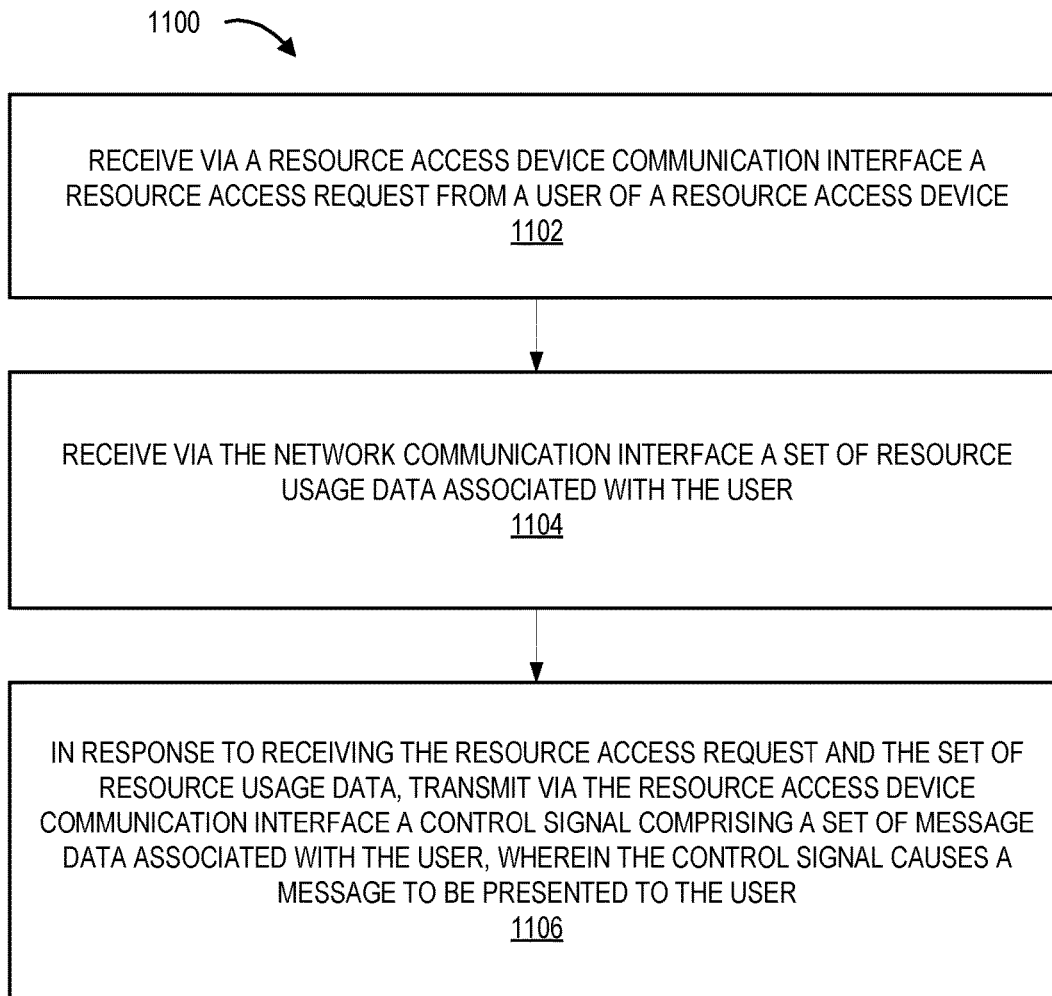 1100
RECEIVE VIA A RESOURCE ACCESS DEVICE COMMUNICATION INTERFACE A
RESOURCE ACCESS REQUEST FROM A USER OF A RESOURCE ACCESS DEVICE
1102
RECEIVE VIA THE NETWORK COMMUNICATION INTERFACE A SET OF RESOURCE
USAGE DATA ASSOCIATED WITH THE USER
1104
IN RESPONSE TO RECEIVING THE RESOURCE ACCESS REQUEST AND THE SET OF
RESOURCE USAGE DATA, TRANSMIT VIA THE RESOURCE ACCESS DEVICE
COMMUNICATION INTERFACE A CONTROL SIGNAL COMPRISING A SET OF MESSAGE
DATA ASSOCIATED WITH THE USER, WHEREIN THE CONTROL SIGNAL CAUSES A
MESSAGE TO BE PRESENTED TO THE USER
1106